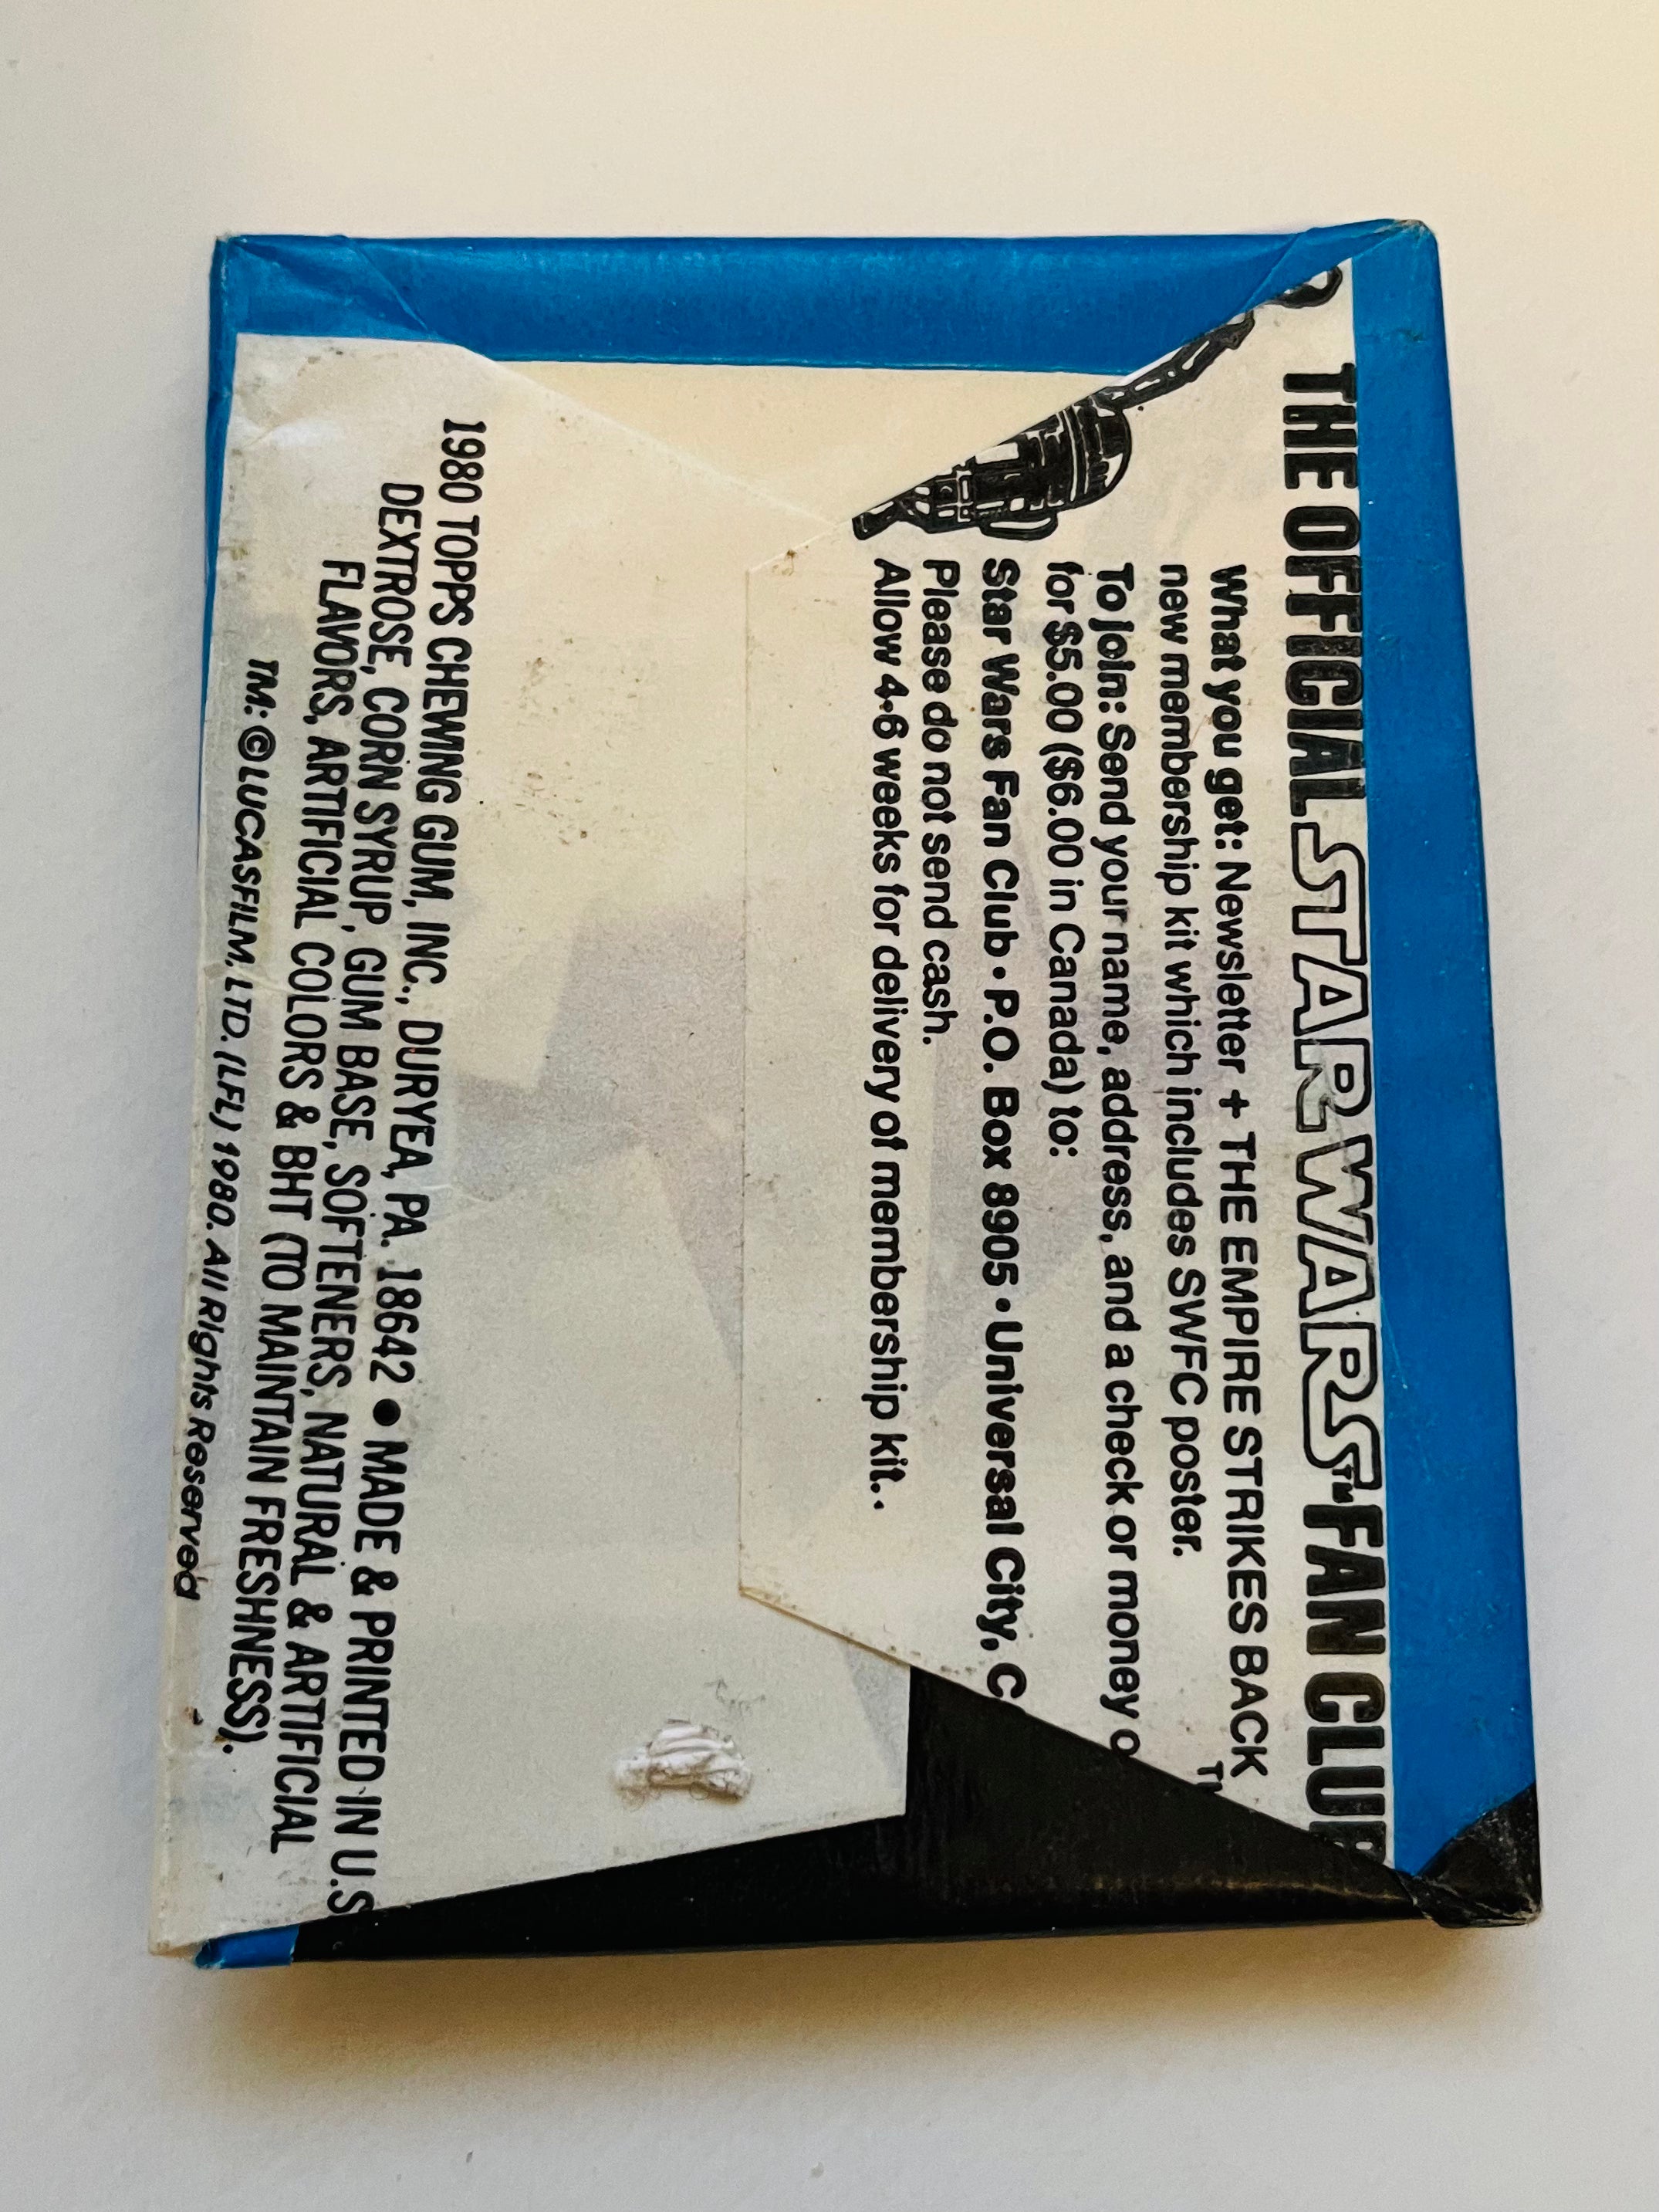 THE OFFICIAL STAR WARS™ FAN CLUB
What you get: Newsletter + THE EMPIRE STRIKES BACK
new membership kit which includes SWFC poster.
To join: Send your name, address, and a check or money o
for $5.00 ($6.00 in Canada) to:
Star Wars Fan Club • P.O. Box 8905 • Universal City, C
Please do not send cash.
Allow 4-6 weeks for delivery of membership kit.
1980 TOPPS CHEWING GUM, INC., DURYEA, PA. 18642 ● MADE & PRINTED IN U.S
DEXTROSE, CORN SYRUP, GUM BASE, SOFTENERS, NATURAL & ARTIFICIAL
FLAVORS, ARTIFICIAL COLORS & BHT (TO MAINTAIN FRESHNESS).
TM: © LUCASFILM, LTD. (LFL) 1980. All Rights Reserved